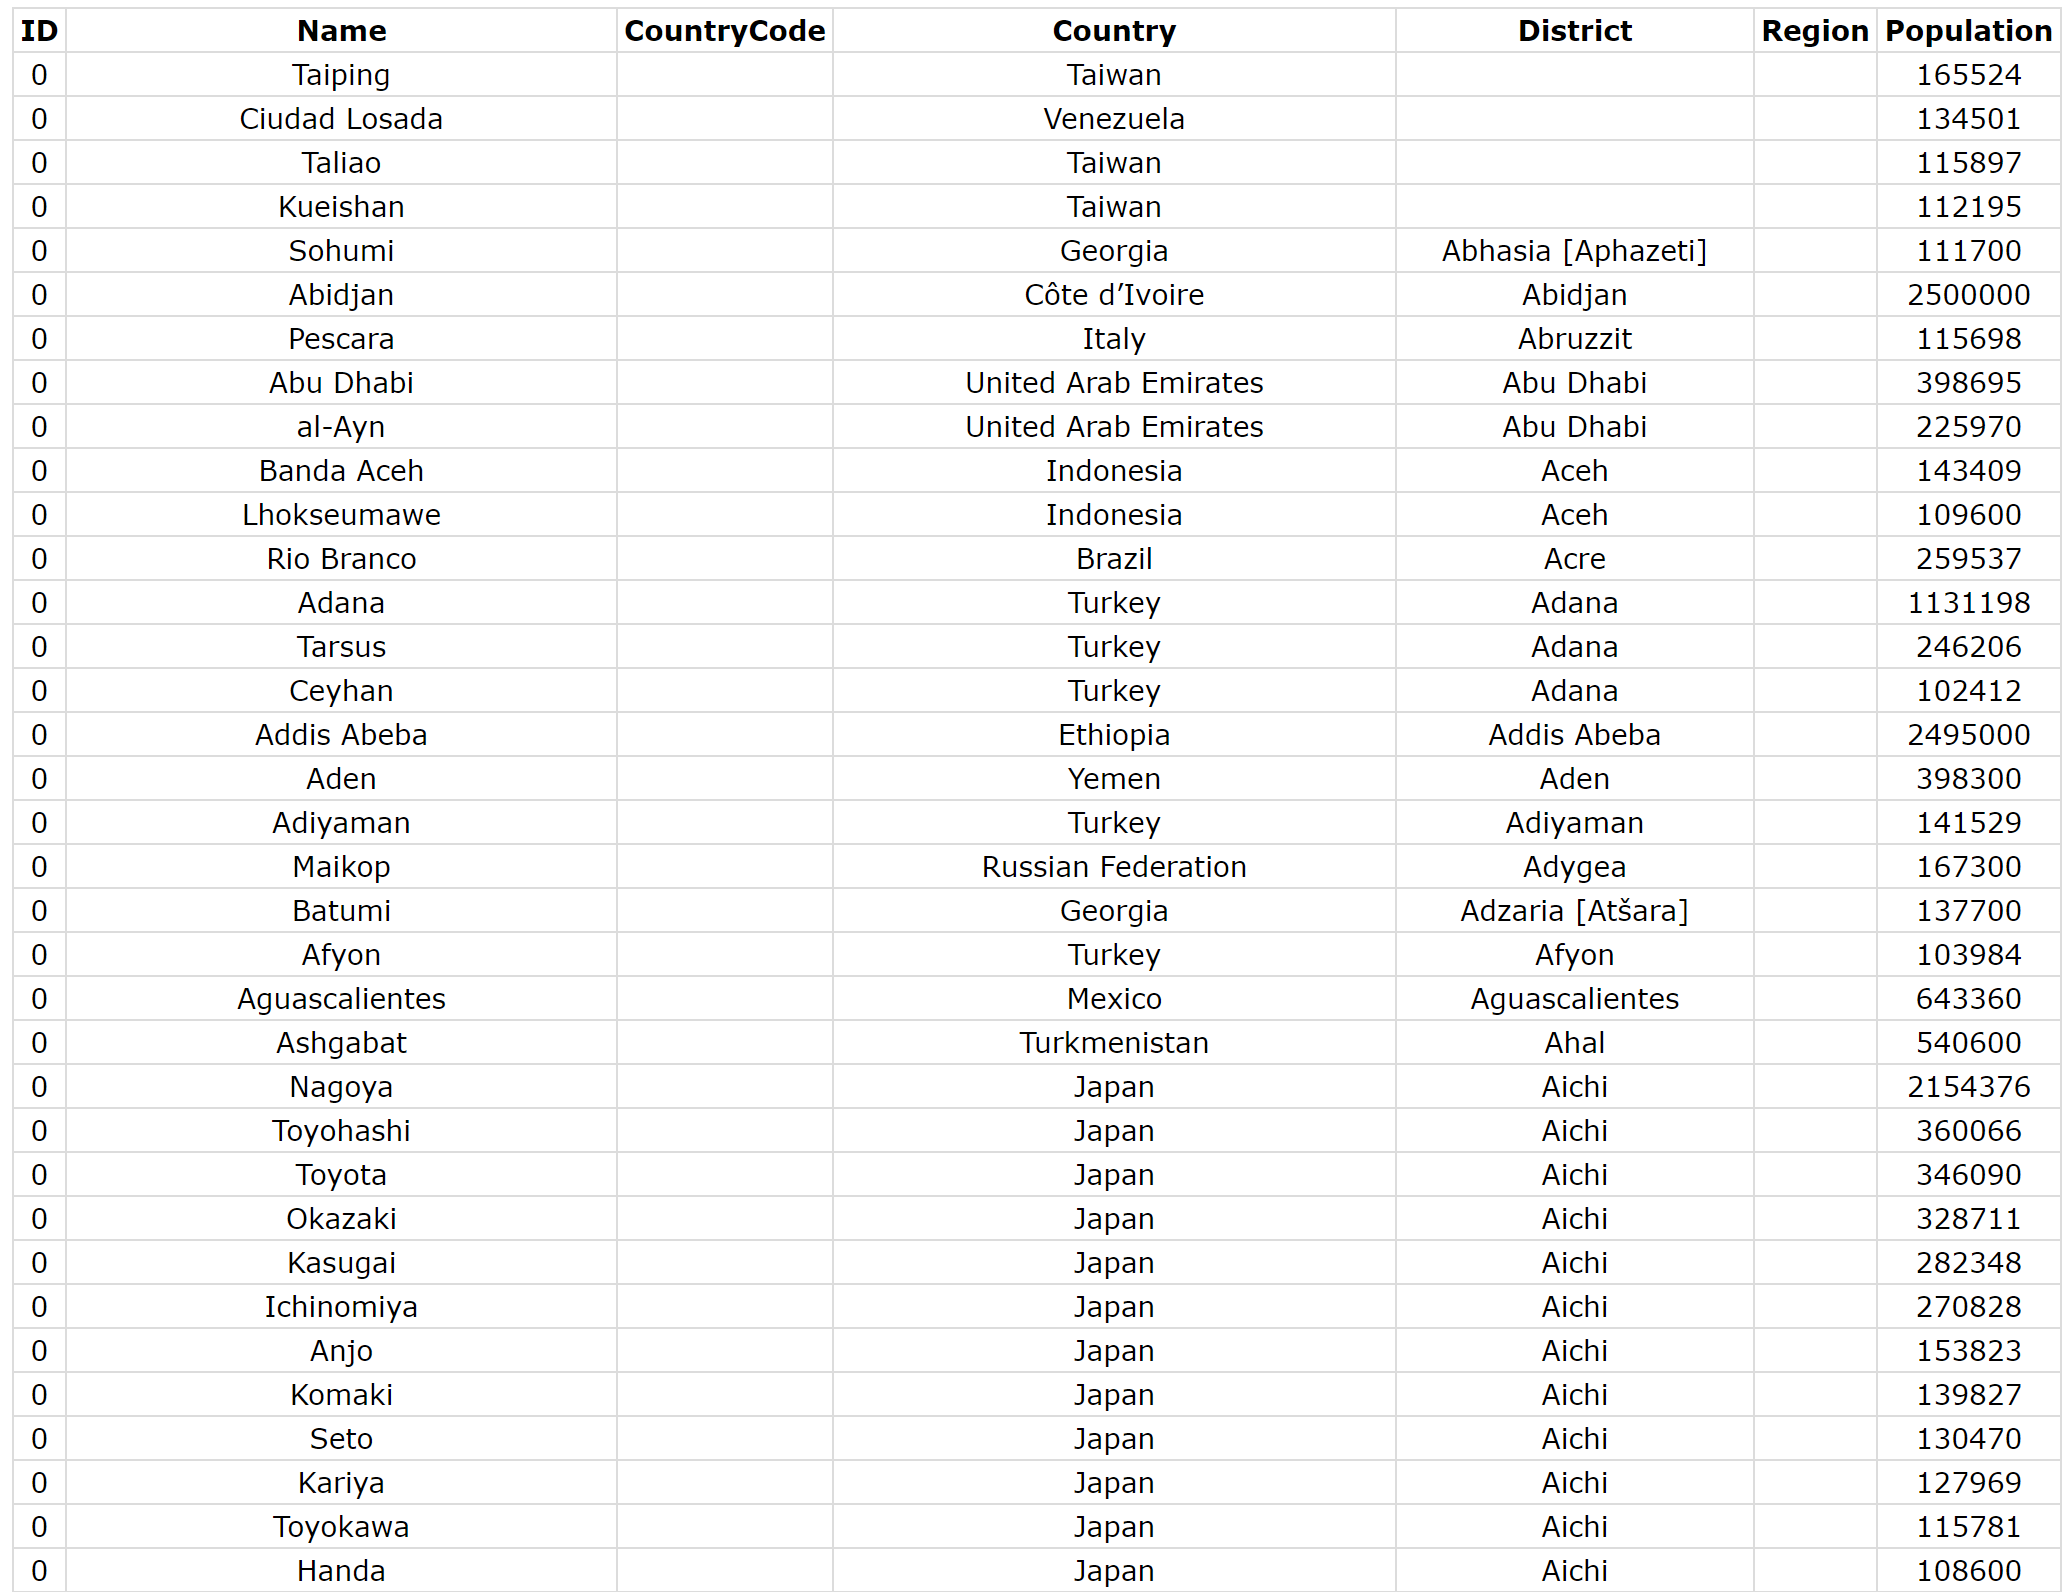 ID Name CountryCode Country District Region Population
0 Taiping Taiwan 165524
0 Ciudad Losada Venezuela 134501
0 Taliao Taiwan 115897
0 Kueishan Taiwan 112195
0 Sohumi Georgia Abhasia [Aphazeti] 111700
0 Abidjan Côte d’Ivoire Abidjan 2500000
0 Pescara Italy Abruzzit 115698
0 Abu Dhabi United Arab Emirates Abu Dhabi 398695
0 al-Ayn United Arab Emirates Abu Dhabi 225970
0 Banda Aceh Indonesia Aceh 143409
0 Lhokseumawe Indonesia Aceh 109600
0 Rio Branco Brazil Acre 259537
0 Adana Turkey Adana 1131198
0 Tarsus Turkey Adana 246206
0 Ceyhan Turkey Adana 102412
0 Addis Abeba Ethiopia Addis Abeba 2495000
0 Aden Yemen Aden 398300
0 Adiyaman Turkey Adiyaman 141529
0 Maikop Russian Federation Adygea 167300
0 Batumi Georgia Adzaria [Atšara] 137700
0 Afyon Turkey Afyon 103984
0 Aguascalientes Mexico Aguascalientes 643360
0 Ashgabat Turkmenistan Ahal 540600
0 Nagoya Japan Aichi 2154376
0 Toyohashi Japan Aichi 360066
0 Toyota Japan Aichi 346090
0 Okazaki Japan Aichi 328711
0 Kasugai Japan Aichi 282348
0 Ichinomiya Japan Aichi 270828
0 Anjo Japan Aichi 153823
0 Komaki Japan Aichi 139827
0 Seto Japan Aichi 130470
0 Kariya Japan Aichi 127969
0 Toyokawa Japan Aichi 115781
0 Handa Japan Aichi 108600